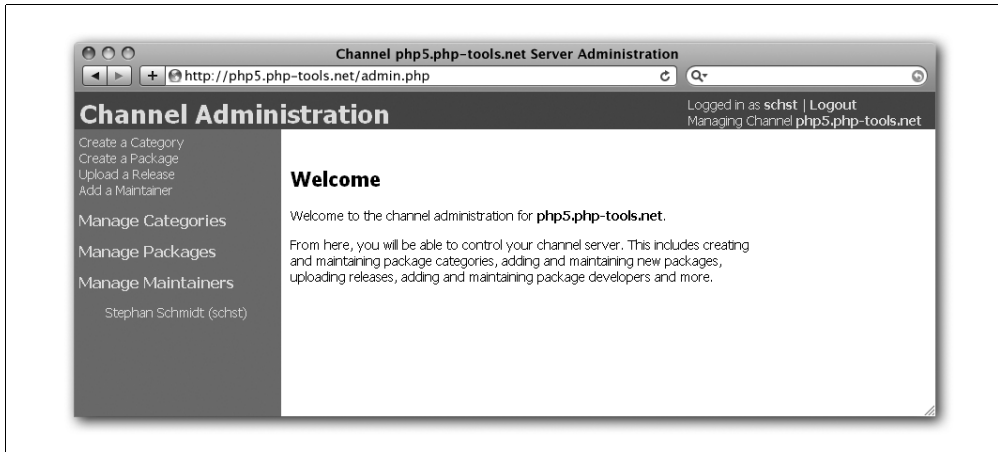 Channel php5.php-tools.net Server Administration
http://php5.php-tools.net/admin.php
Channel Administration
Logged in as schst | Logout
Managing Channel php5.php-tools.net
Create a Category
Create a Package
Upload a Release
Add a Maintainer
Manage Categories
Manage Packages
Manage Maintainers
Stephan Schmidt (schst)
Welcome
Welcome to the channel administration for php5.php-tools.net.
From here, you will be able to control your channel server. This includes creating
and maintaining package categories, adding and maintaining new packages,
uploading releases, adding and maintaining package developers and more.